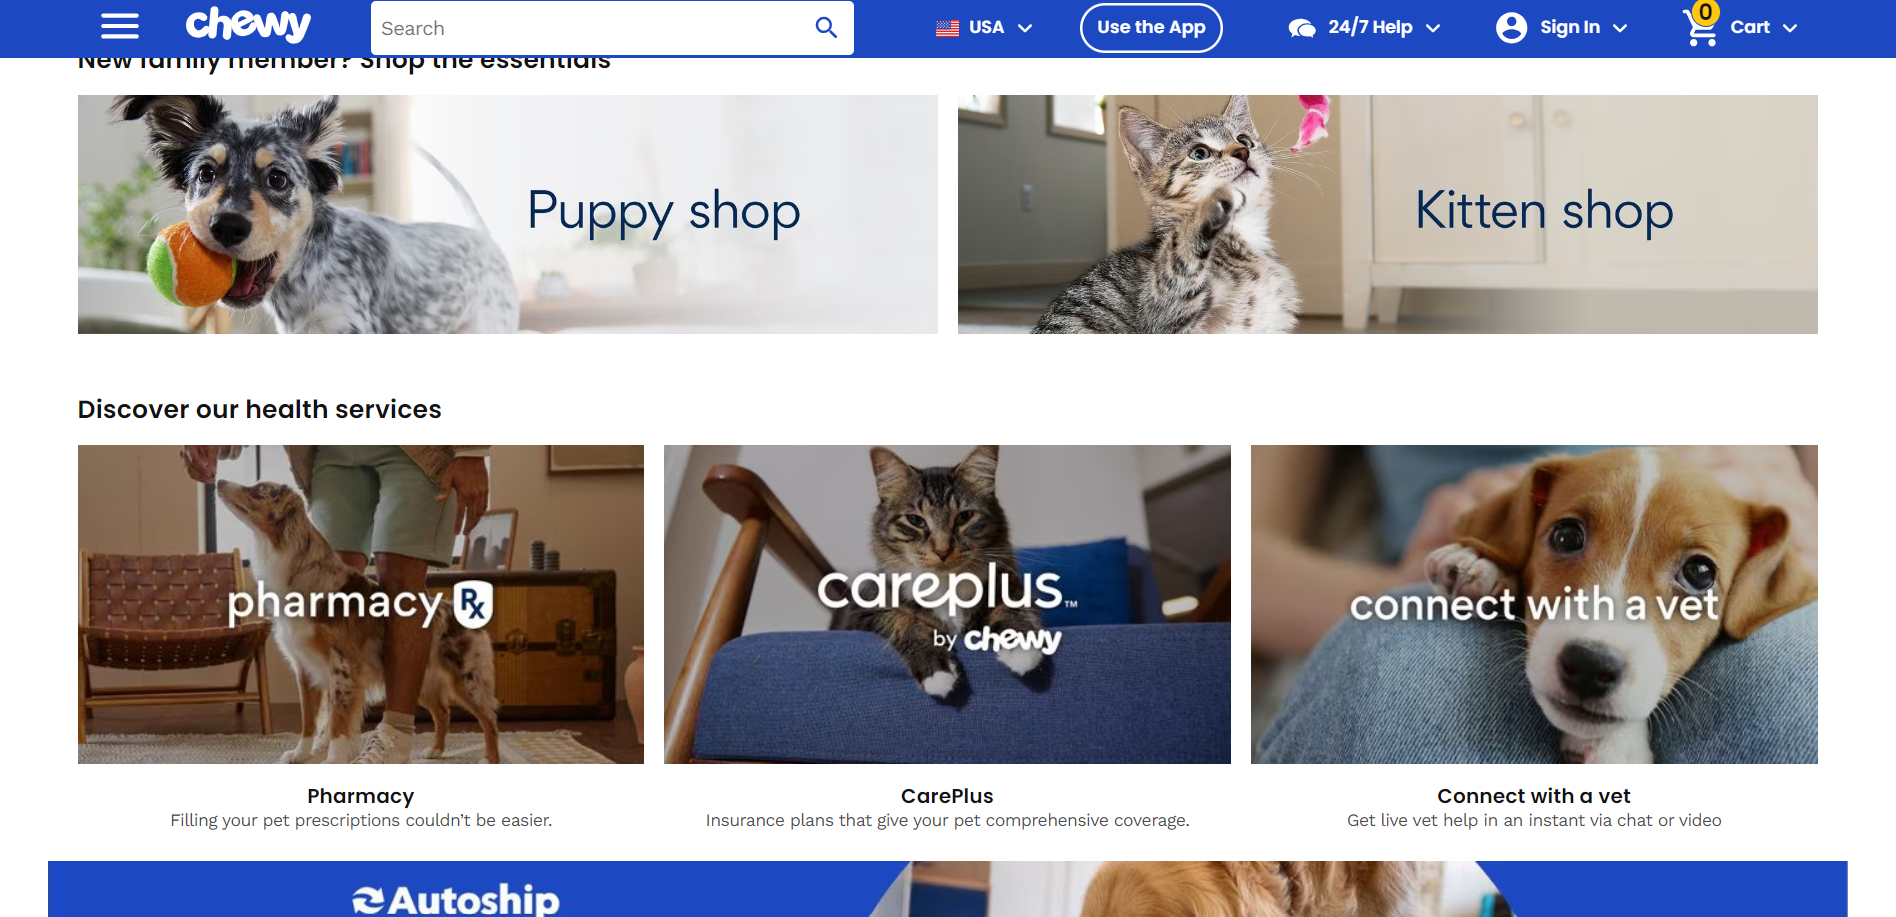 chewy
Search
USA
Use the App
24/7 Help
Sign In
0
Cart
New family member? Shop the essentials
Puppy shop
Kitten shop
Discover our health services
pharmacy Rx
careplus™
by chewy
connect with a vet
Pharmacy
Filling your pet prescriptions couldn’t be easier.
CarePlus
Insurance plans that give your pet comprehensive coverage.
Connect with a vet
Get live vet help in an instant via chat or video
Autoship